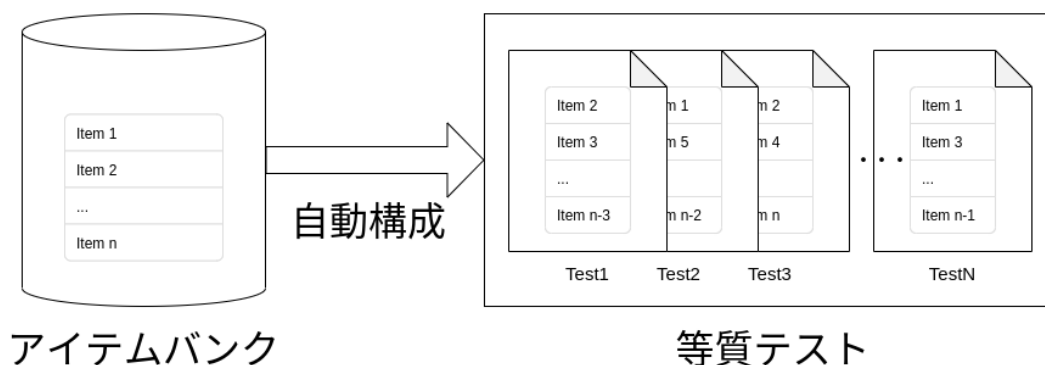 Item 1
Item 2
...
Item n
アイテムバンク
自動構成
Item 2
Item 3
...
Item n-3
Test1
m 1
m 5
m n-2
Test2
m 2
m 4
m n
Test3
. . .
Item 1
Item 3
...
Item n-1
TestN
等質テスト